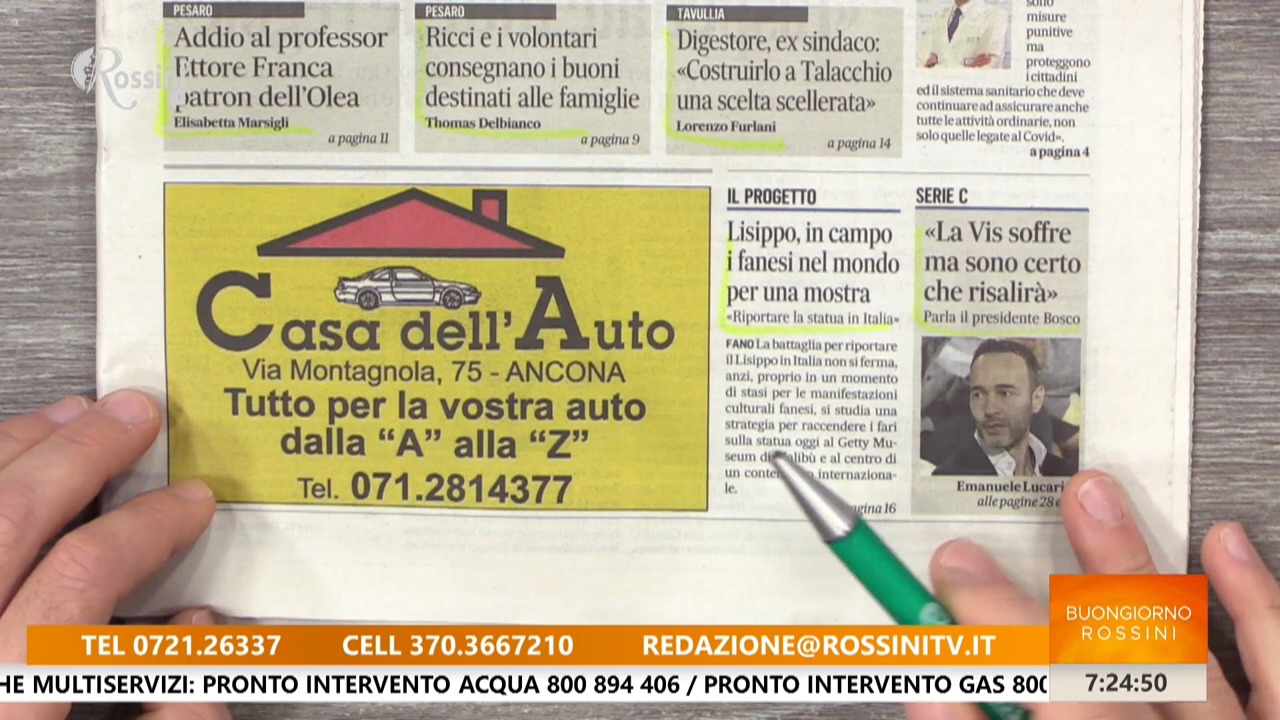 PESARO
Addio al professor
Ettore Franca
patron dell'Olea
Elisabetta Marsigli
a pagina 11
PESARO
Ricci e i volontari
consegnano i buoni
destinati alle famiglie
Thomas Delbianco
a pagina 9
TAVULLIA
Digestore, ex sindaco:
«Costruirlo a Talacchio
una scelta scellerata»
Lorenzo Furlani
a pagina 14
sono
misure
punitive
ma
proteggono
i cittadini
ed il sistema sanitario che deve
continuare ad assicurare anche
tutte le attività ordinarie, non
solo quelle legate al Covid».
a pagina 4
Casa dell'Auto
Via Montagnola, 75 - ANCONA
Tutto per la vostra auto
dalla “A” alla “Z”
Tel. 071.2814377
IL PROGETTO
Lisippo, in campo
i fanesi nel mondo
per una mostra
«Riportare la statua in Italia»
FANO La battaglia per riportare
il Lisippo in Italia non si ferma,
anzi, proprio in un momento
di stasi per le manifestazioni
culturali fanesi, si studia una
strategia per raccendere i fari
sulla statua oggi al Getty Mu-
seum di alibù e al centro di
un internaziona-
le.
16
SERIE C
«La Vis soffre
ma sono certo
che risalirà»
Parla il presidente Bosco
Emanuele Lucari
alle pagine 28 e
Rossini
TEL 0721.26337 CELL 370.3667210 REDAZIONE@ROSSINITV.IT
BUONGIORNO
ROSSINI
HE MULTISERVIZI: PRONTO INTERVENTO ACQUA 800 894 406 / PRONTO INTERVENTO GAS 800
7:24:50